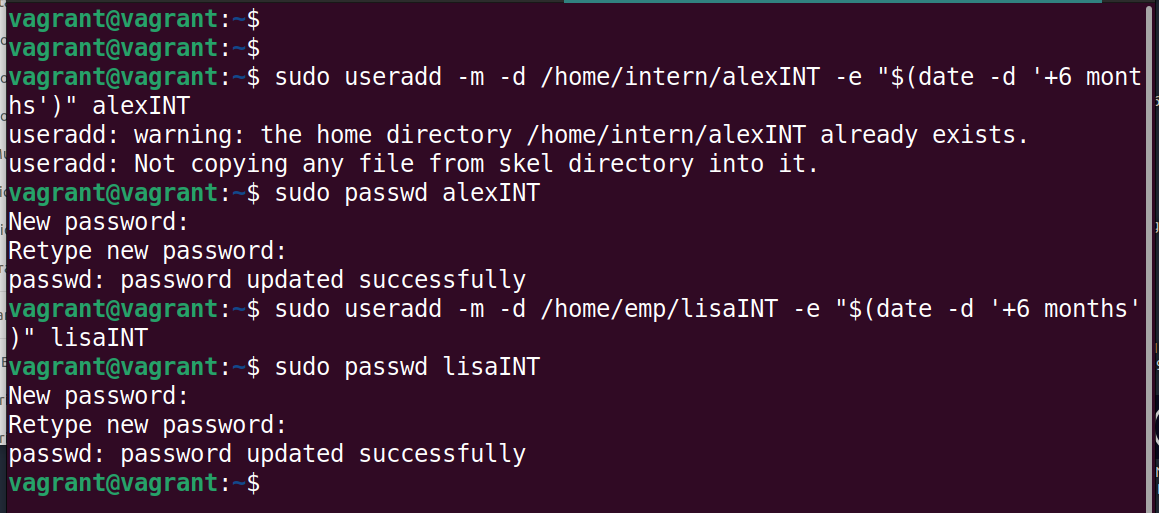 vagrant@vagrant:~$
vagrant@vagrant:~$
vagrant@vagrant:~$ sudo useradd -m -d /home/intern/alexINT -e "$(date -d '+6 mont
hs')" alexINT
useradd: warning: the home directory /home/intern/alexINT already exists.
useradd: Not copying any file from skel directory into it.
vagrant@vagrant:~$ sudo passwd alexINT
New password:
Retype new password:
passwd: password updated successfully
vagrant@vagrant:~$ sudo useradd -m -d /home/emp/lisaINT -e "$(date -d '+6 months'
)" lisaINT
vagrant@vagrant:~$ sudo passwd lisaINT
New password:
Retype new password:
passwd: password updated successfully
vagrant@vagrant:~$